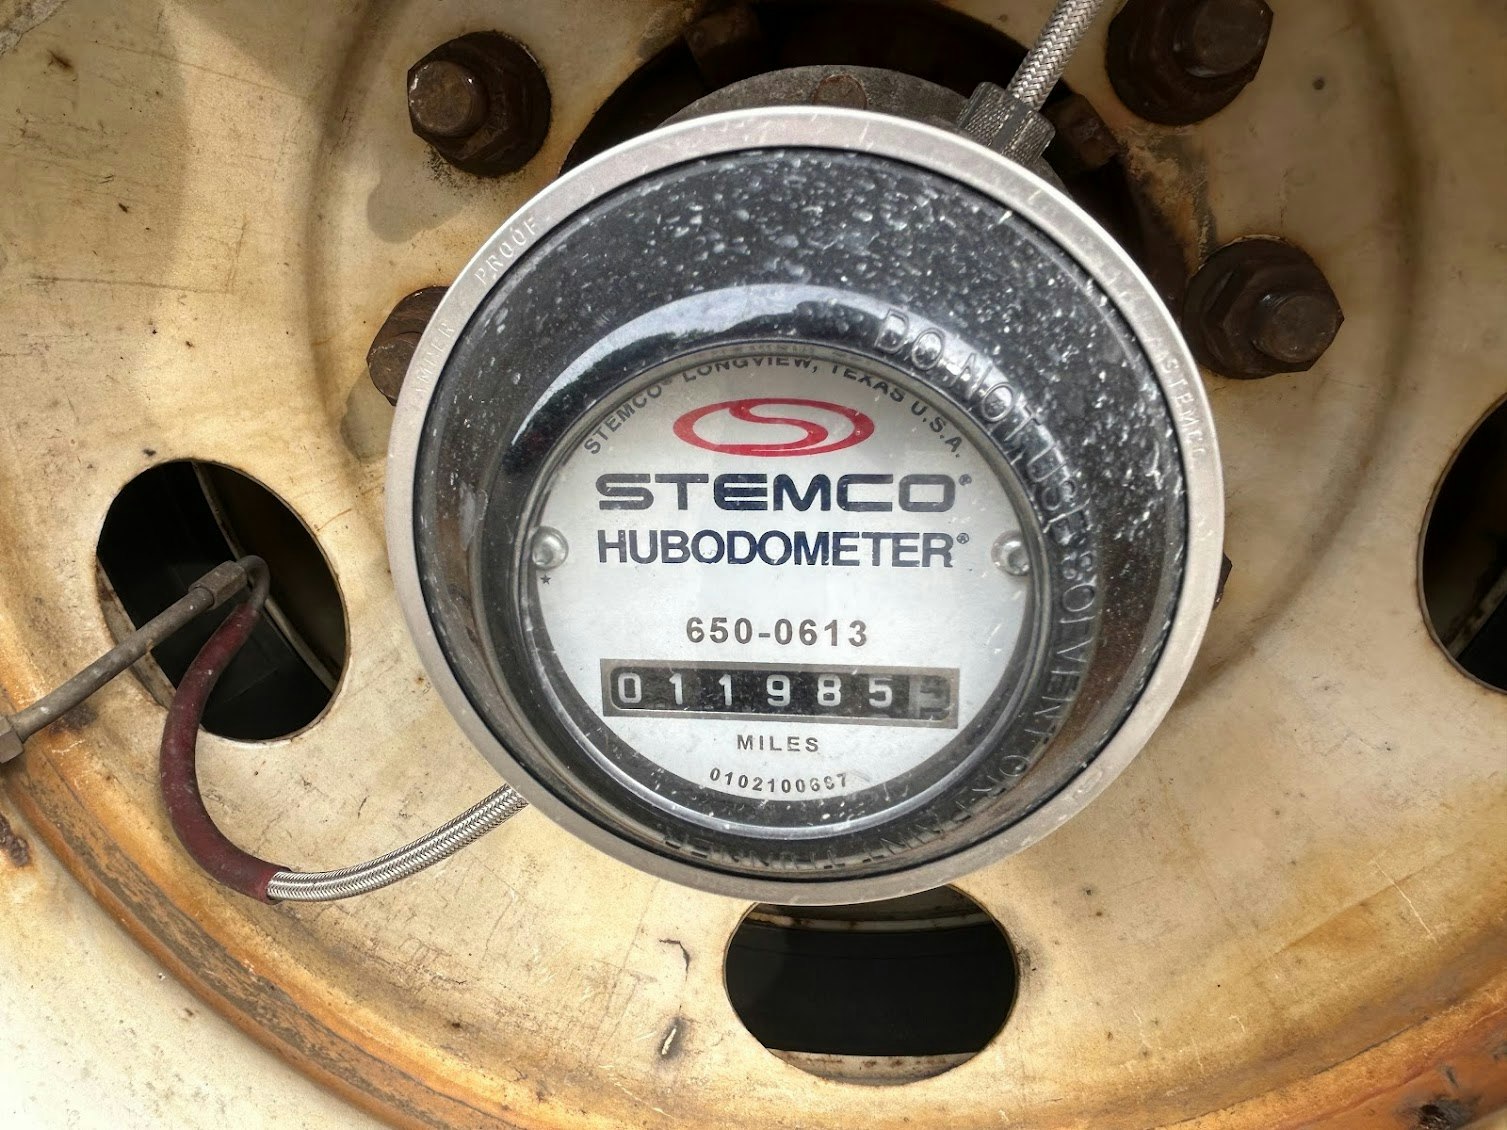 TAMPER PROOF
STEMCO
DO NOT USE SOLVENT OR PAINT THINNER
STEMCO® LONGVIEW, TEXAS U.S.A.
STEMCO®
HUBODOMETER®
650-0613
011985
MILES